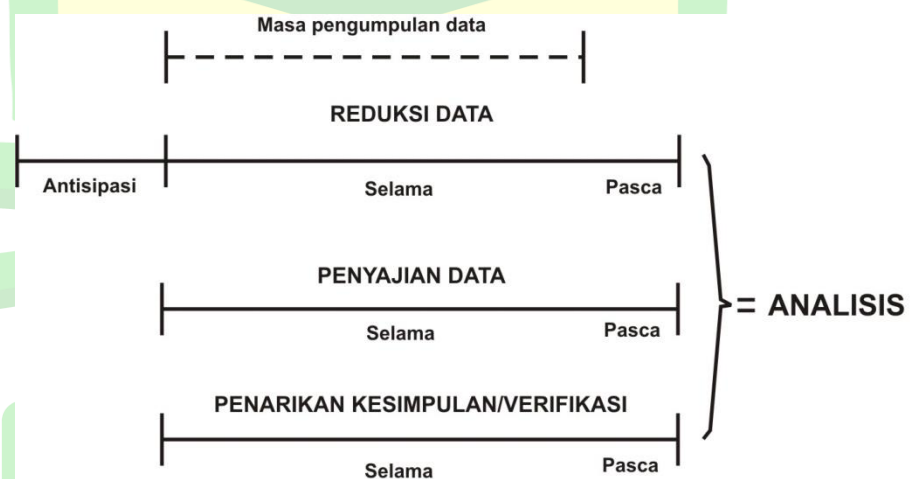 Masa pengumpulan data
REDUKSI DATA
Antisipasi
Selama
Pasca
PENYAJIAN DATA
Selama
Pasca
= ANALISIS
PENARIKAN KESIMPULAN/VERIFIKASI
Selama
Pasca